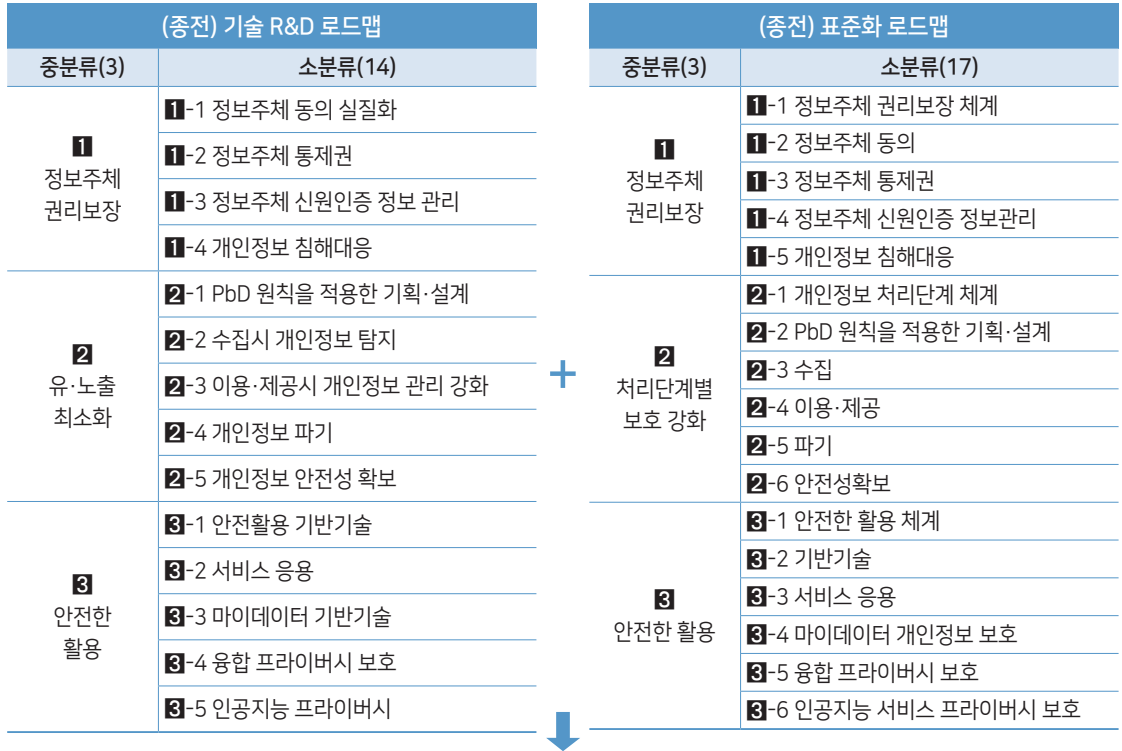 (종전) 기술 R&D 로드맵
중분류(3) 소분류(14)
1
정보주체
권리보장
1-1 정보주체 동의 실질화
1-2 정보주체 통제권
1-3 정보주체 신원인증 정보 관리
1-4 개인정보 침해대응
2
유·노출
최소화
2-1 PbD 원칙을 적용한 기획·설계
2-2 수집시 개인정보 탐지
2-3 이용·제공시 개인정보 관리 강화
2-4 개인정보 파기
2-5 개인정보 안전성 확보
3
안전한
활용
3-1 안전활용 기반기술
3-2 서비스 응용
3-3 마이데이터 기반기술
3-4 융합 프라이버시 보호
3-5 인공지능 프라이버시
+
(종전) 표준화 로드맵
중분류(3) 소분류(17)
1
정보주체
권리보장
1-1 정보주체 권리보장 체계
1-2 정보주체 동의
1-3 정보주체 통제권
1-4 정보주체 신원인증 정보관리
1-5 개인정보 침해대응
2
처리단계별
보호 강화
2-1 개인정보 처리단계 체계
2-2 PbD 원칙을 적용한 기획·설계
2-3 수집
2-4 이용·제공
2-5 파기
2-6 안전성확보
3
안전한 활용
3-1 안전한 활용 체계
3-2 기반기술
3-3 서비스 응용
3-4 마이데이터 개인정보 보호
3-5 융합 프라이버시 보호
3-6 인공지능 서비스 프라이버시 보호